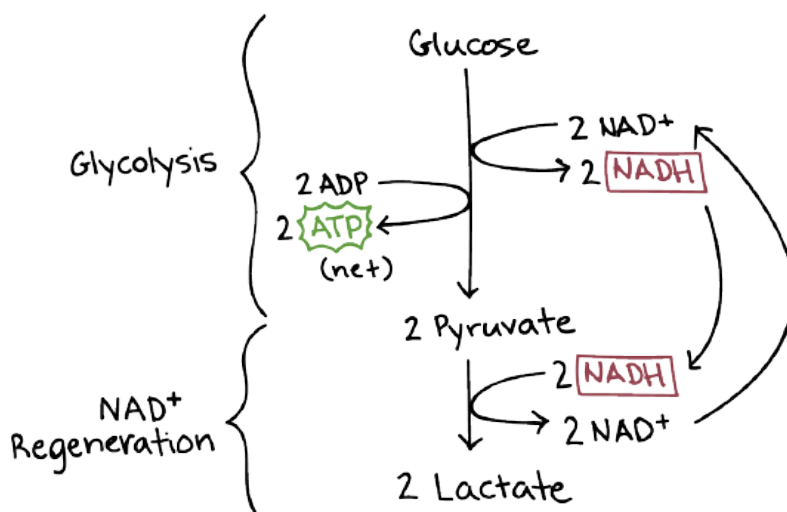 Glucose
2 NAD+
Glycolysis
2 NADH
2 ADP
2 ATP
(net)
2 Pyruvate
2 NADH
NAD+
Regeneration
2 NAD+
2 Lactate